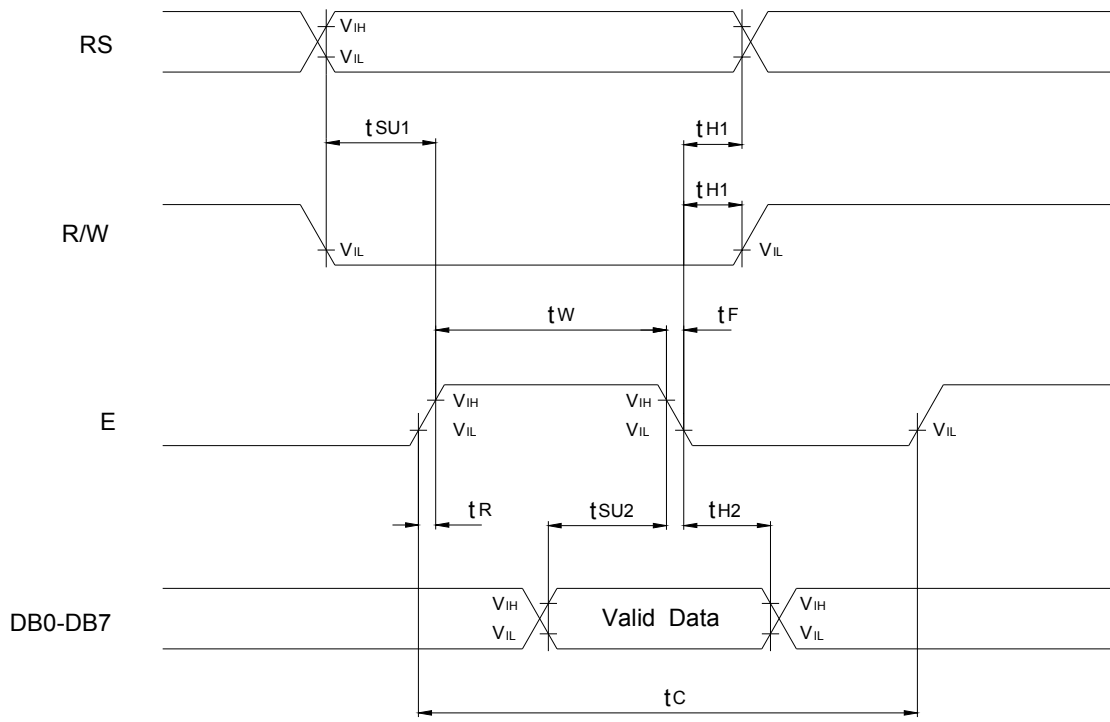 RS
VIH
VIL
tSU1
tH1
tH1
R/W
VIL
VIL
tW
tF
E
VIH
VIL
VIH
VIL
VIL
tR
tSU2
tH2
DB0-DB7
VIH
VIL
Valid Data
VIH
VIL
tC